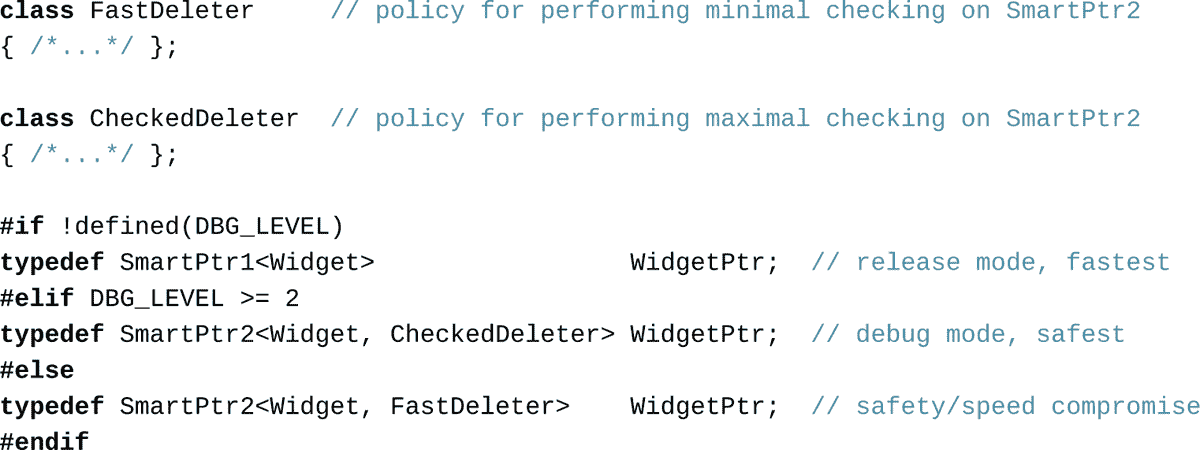 class FastDeleter     // policy for performing minimal checking on SmartPtr2
{ /*...*/ };

class CheckedDeleter  // policy for performing maximal checking on SmartPtr2
{ /*...*/ };

#if !defined(DBG_LEVEL)
typedef SmartPtr1<Widget>                 WidgetPtr;  // release mode, fastest
#elif DBG_LEVEL >= 2
typedef SmartPtr2<Widget, CheckedDeleter> WidgetPtr;  // debug mode, safest
#else
typedef SmartPtr2<Widget, FastDeleter>    WidgetPtr;  // safety/speed compromise
#endif